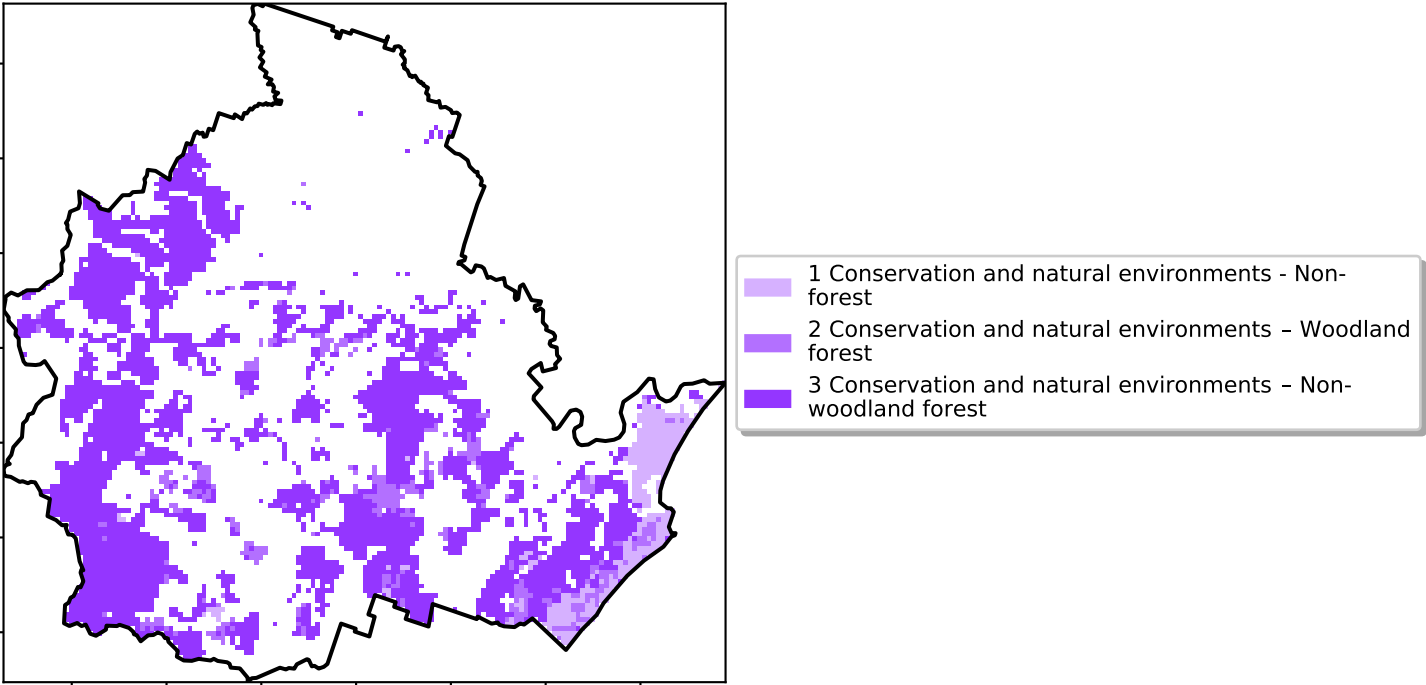 1 Conservation and natural environments - Non-
forest
2 Conservation and natural environments – Woodland
forest
3 Conservation and natural environments – Non-
woodland forest